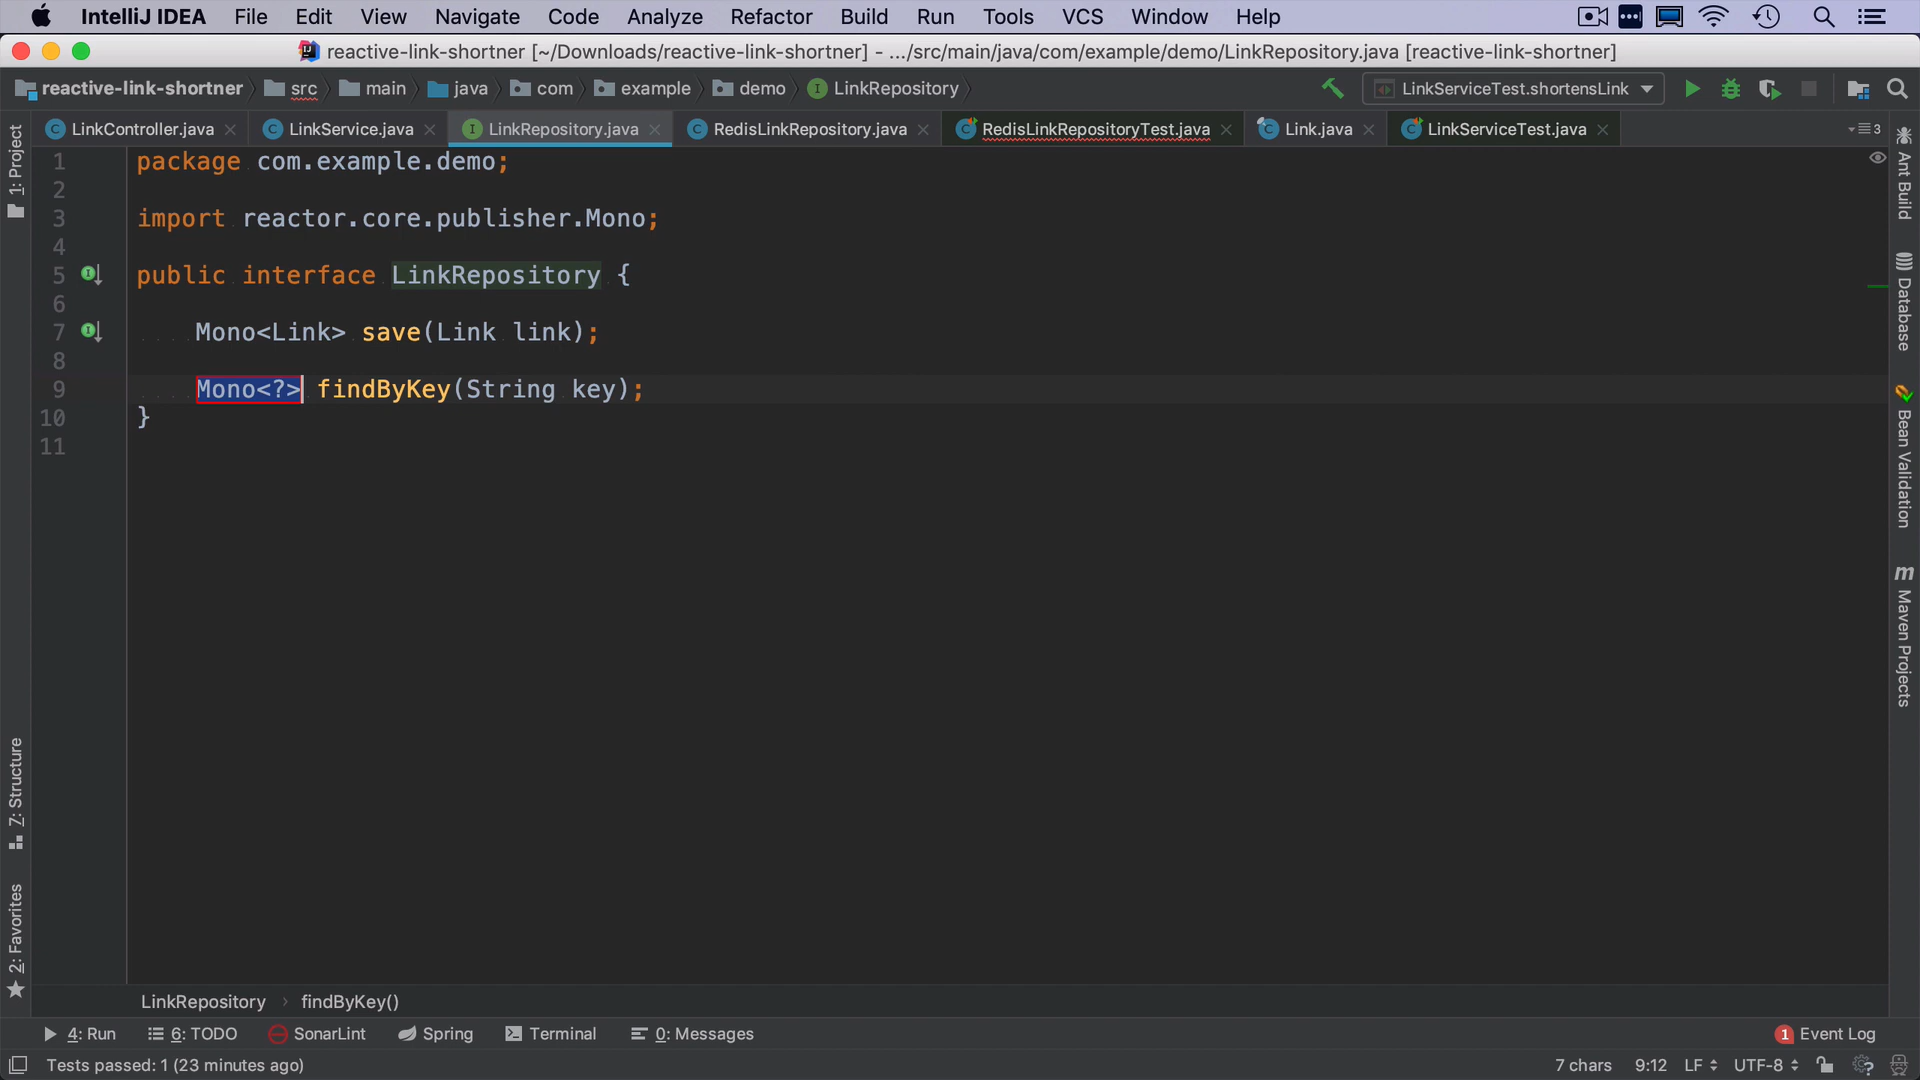 IntelliJ IDEA File Edit View Navigate Code Analyze Refactor Build Run Tools VCS Window Help
reactive-link-shortner [~/Downloads/reactive-link-shortner] - .../src/main/java/com/example/demo/LinkRepository.java [reactive-link-shortner]
reactive-link-shortner src main java com example demo LinkRepository LinkServiceTest.shortensLink
LinkController.java LinkService.java LinkRepository.java RedisLinkRepository.java RedisLinkRepositoryTest.java Link.java LinkServiceTest.java 3
1 package com.example.demo;
2
3 import reactor.core.publisher.Mono;
4
5 public interface LinkRepository {
6
7 Mono<Link> save(Link link);
8
9 Mono<?> findByKey(String key);
10 }
11
1: Project
Z: Structure
2: Favorites
Ant Build
Database
Bean Validation
m Maven Projects
LinkRepository › findByKey()
4: Run 6: TODO SonarLint Spring Terminal 0: Messages 1 Event Log
Tests passed: 1 (23 minutes ago) 7 chars 9:12 LF UTF-8